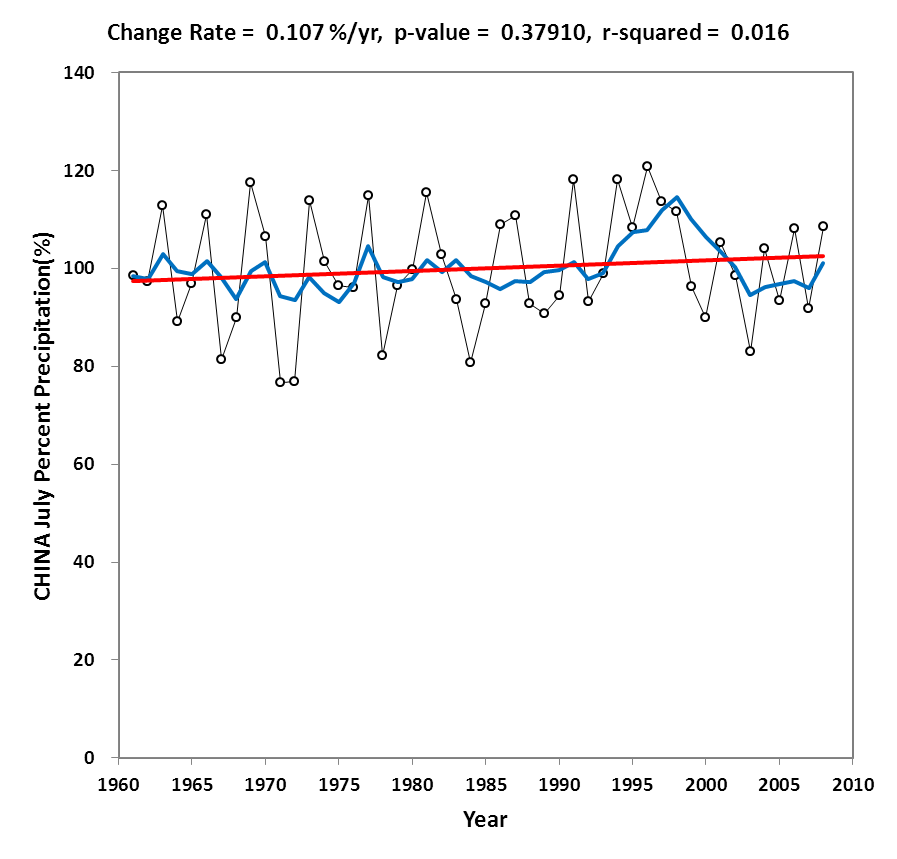 Change Rate = 0.107 %/yr, p-value = 0.37910, r-squared = 0.016
CHINA July Percent Precipitation(%)
140
120
100
80
60
40
20
0
1960 1965 1970 1975 1980 1985 1990 1995 2000 2005 2010
Year